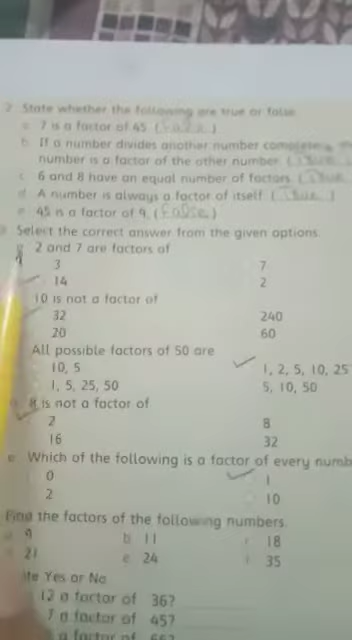 2 State whether the following are true or false.
a 7 is a factor of 45. (False)
b If a number divides another number
number is a factor of the other number. (True
c 6 and 8 have an equal number of factors. (True
d A number is always a factor of itself. (True)
e 45 is a factor of 9. (False)
Select the correct answer from the given options.
2 and 7 are factors of
3 7
14 2
10 is not a factor of
32 240
20 60
All possible factors of 50 are
10, 5 1, 2, 5, 10, 25
1, 5, 25, 50 5, 10, 50
is not a factor of
2 8
16 32
e Which of the following is a factor of every
0 1
2 10
Find the factors of the following numbers.
9 b 11 18
21 e 24 35
Yes or No
12 a factor of 36?
7 a factor of 45?
a factor of